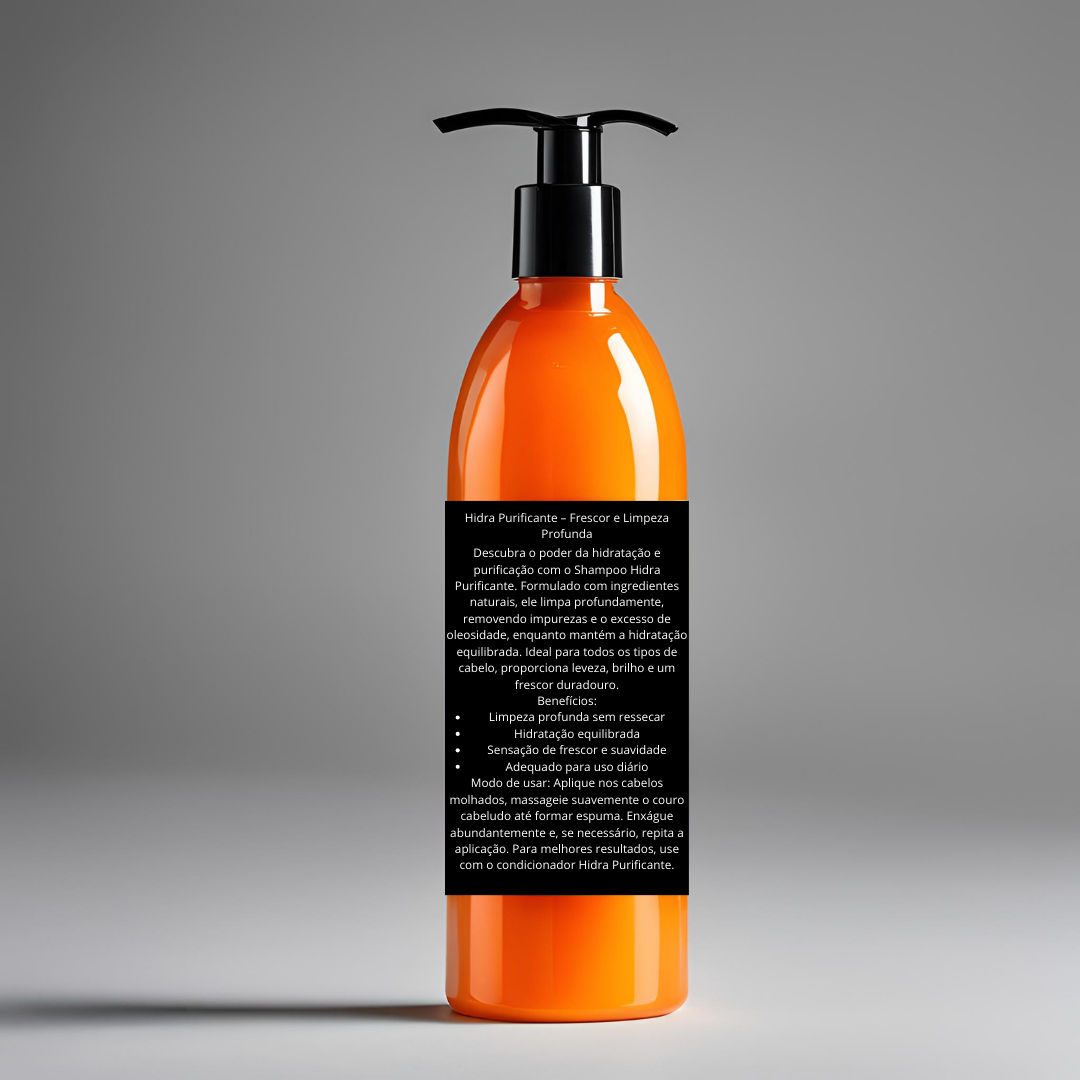 Hidra Purificante – Frescor e Limpeza
Profunda
Descubra o poder da hidratação e
purificação com o Shampoo Hidra
Purificante. Formulado com ingredientes
naturais, ele limpa profundamente,
removendo impurezas e o excesso de
oleosidade, enquanto mantém a hidratação
equilibrada. Ideal para todos os tipos de
cabelo, proporciona leveza, brilho e um
frescor duradouro.
Benefícios:
• Limpeza profunda sem ressecar
• Hidratação equilibrada
• Sensação de frescor e suavidade
• Adequado para uso diário
Modo de usar: Aplique nos cabelos
molhados, massageie suavemente o couro
cabeludo até formar espuma. Enxágue
abundantemente e, se necessário, repita a
aplicação. Para melhores resultados, use
com o condicionador Hidra Purificante.